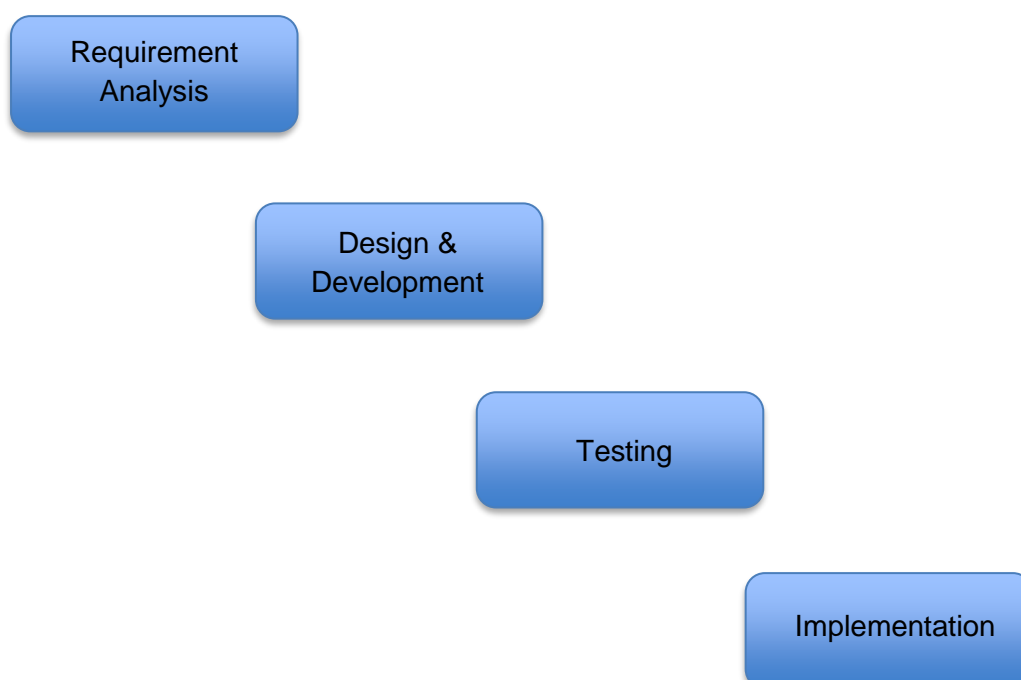 Requirement
Analysis
Design &
Development
Testing
Implementation